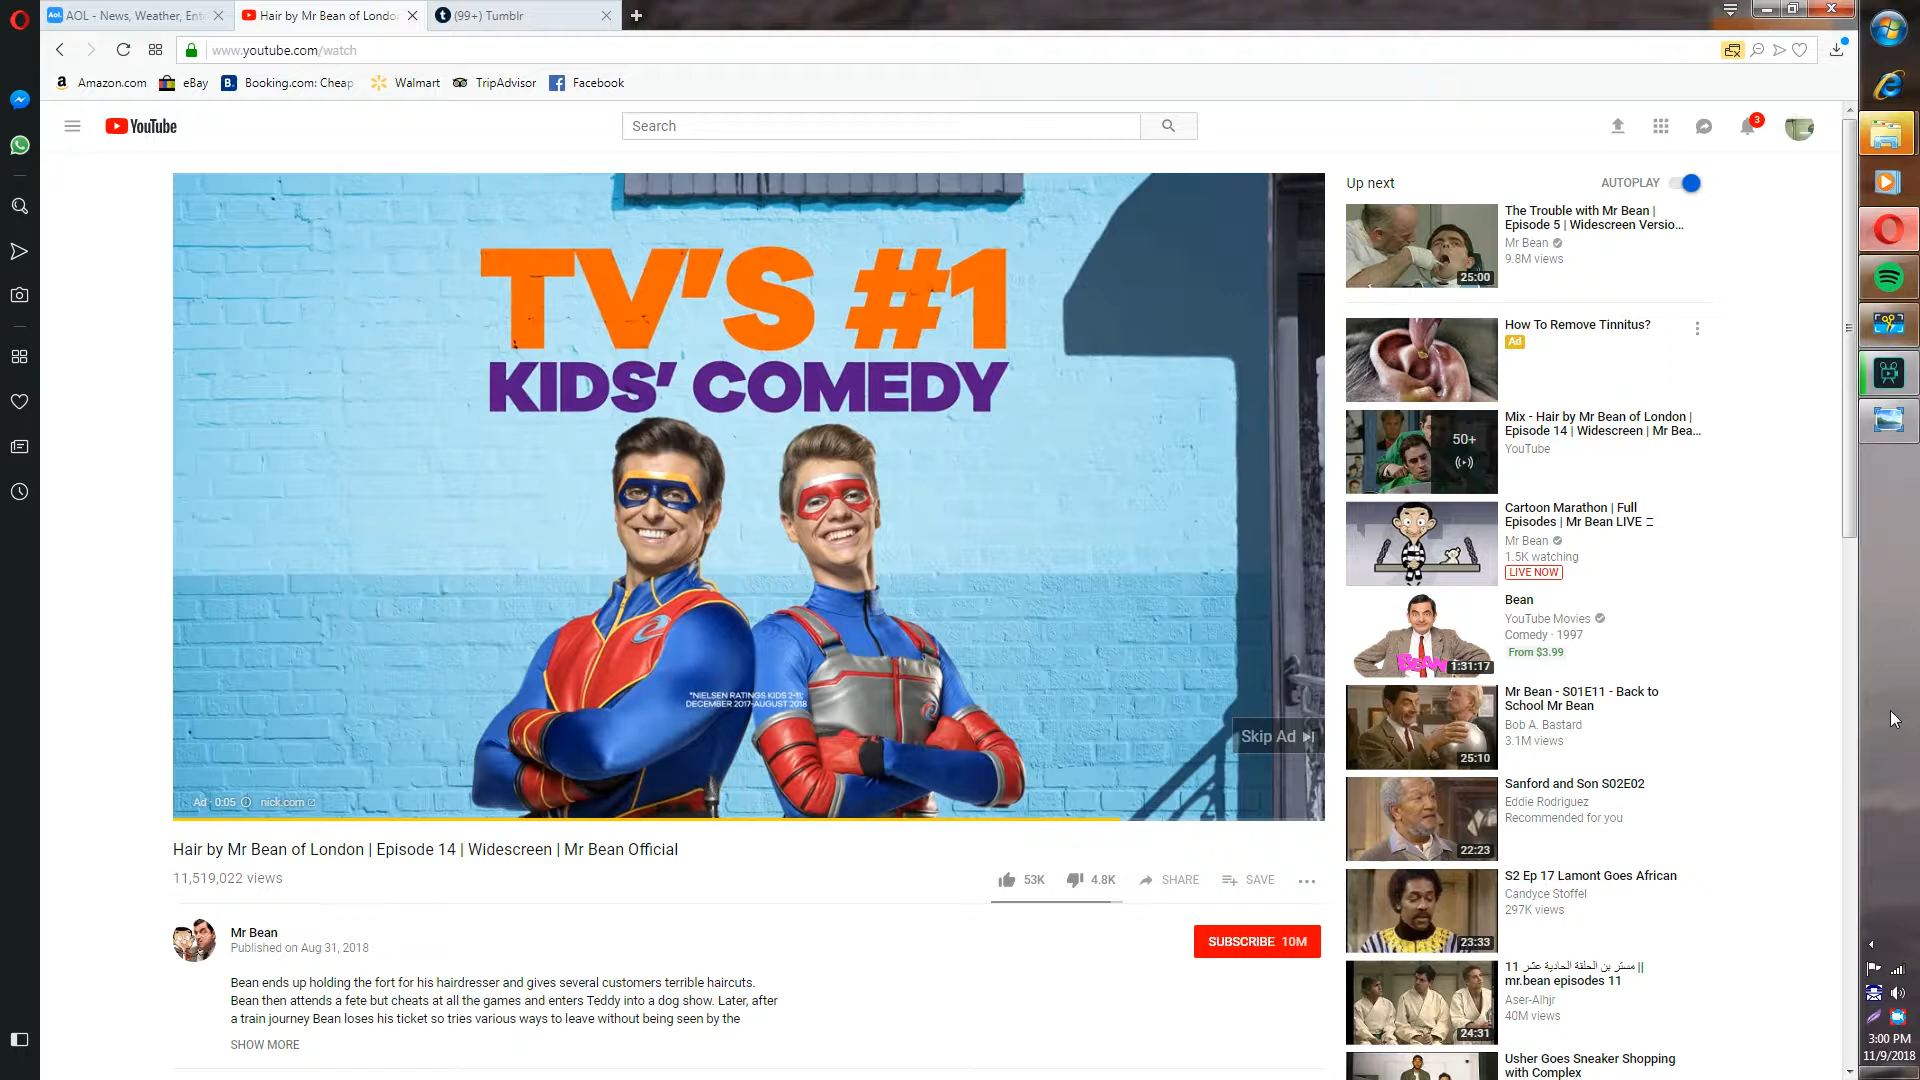 AOL - News, Weather, Ent
Hair by Mr Bean of London
(99+) Tumblr
www.youtube.com/watch
Amazon.com
eBay
Booking.com: Cheap
Walmart
TripAdvisor
Facebook
YouTube
Search
3
TV'S #1
KIDS' COMEDY
*NIELSEN RATINGS KIDS 2-11;
DECEMBER 2017-AUGUST 2018
Skip Ad
Ad · 0:05
nick.com
Hair by Mr Bean of London | Episode 14 | Widescreen | Mr Bean Official
11,519,022 views
53K
4.8K
SHARE
SAVE
Mr Bean
Published on Aug 31, 2018
SUBSCRIBE 10M
Bean ends up holding the fort for his hairdresser and gives several customers terrible haircuts.
Bean then attends a fete but cheats at all the games and enters Teddy into a dog show. Later, after
a train journey Bean loses his ticket so tries various ways to leave without being seen by the
SHOW MORE
Up next
AUTOPLAY
25:00
The Trouble with Mr Bean |
Episode 5 | Widescreen Versio...
Mr Bean
9.8M views
How To Remove Tinnitus?
Ad
50+
Mix - Hair by Mr Bean of London |
Episode 14 | Widescreen | Mr Bea...
YouTube
Cartoon Marathon | Full
Episodes | Mr Bean LIVE
Mr Bean
1.5K watching
LIVE NOW
BEAN
1:31:17
Bean
YouTube Movies
Comedy · 1997
From $3.99
25:10
Mr Bean - S01E11 - Back to
School Mr Bean
Bob A. Bastard
3.1M views
22:23
Sanford and Son S02E02
Eddie Rodriguez
Recommended for you
23:33
S2 Ep 17 Lamont Goes African
Candyce Stoffel
297K views
24:31
مستر بن الحلقة الحادية عشر 11 ||
mr.bean episodes 11
Aser-Alhjr
40M views
Usher Goes Sneaker Shopping
with Complex
3:00 PM
11/9/2018